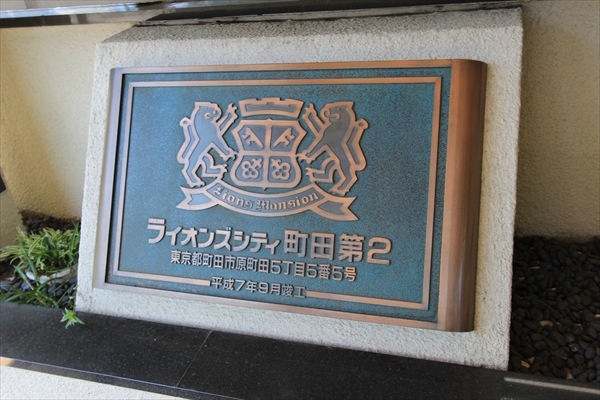 Lions Mansion
ライオンズシティ町田第2
東京都町田市原町田5丁目5番5号
平成7年9月竣工